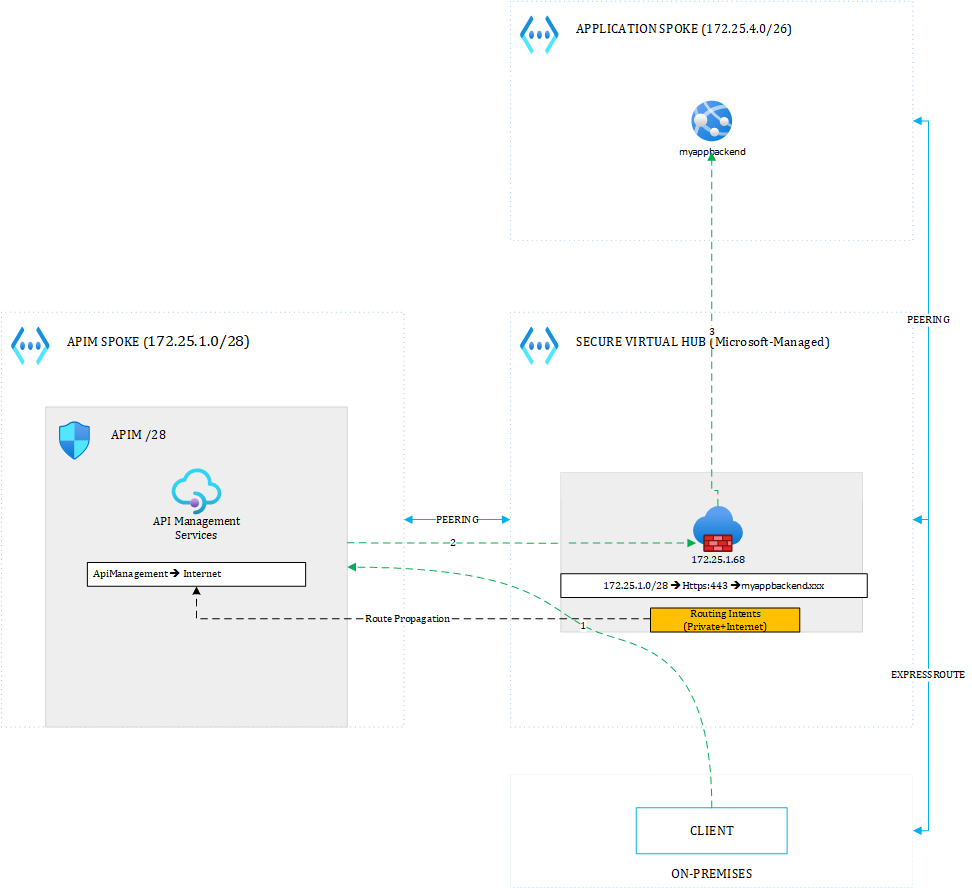 APPLICATION SPOKE (172.25.4.0/26)
myappbackend
PEERING
3
APIM SPOKE (172.25.1.0/28)
SECURE VIRTUAL HUB ( Microsoft-Managed)
APIM /28
API Management
Services
PEERING
2
172.25.1.68
ApiManagement → Internet
172.25.1.0/28 → Https:443 → myappbackend.xxx
Routing Intents
(Private+Internet)
Route Propagation
1
EXPRESSROUTE
CLIENT
ON-PREMISES